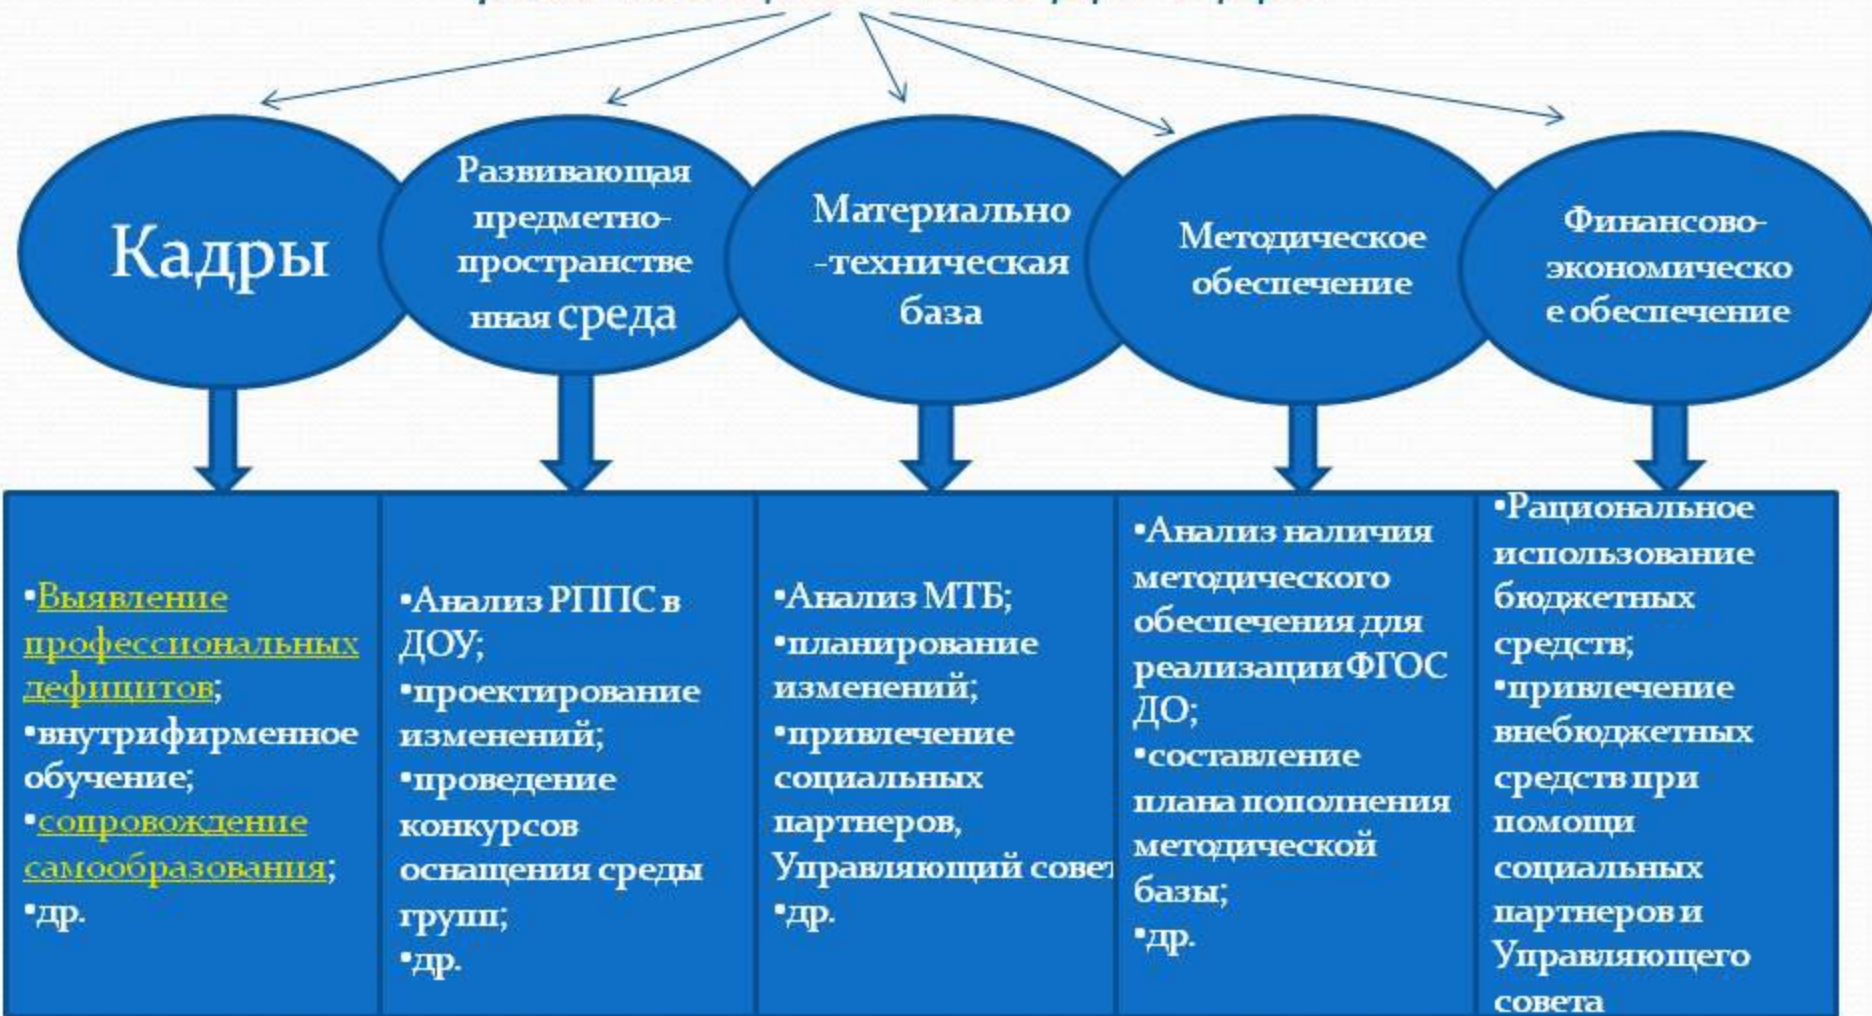 Кадры
Развивающая
предметно-
пространстве
нная среда
Материально
-техническая
база
Методическое
обеспечение
Финансово-
экономическо
е обеспечение
•Выявление
профессиональных
дефицитов;
•внутрифирменное
обучение;
•сопровождение
самообразования;
•др.
•Анализ РППС в
ДОУ;
•проектирование
изменений;
•проведение
конкурсов
оснащения среды
групп;
•др.
•Анализ МТБ;
•планирование
изменений;
•привлечение
социальных
партнеров,
Управляющий совет
•др.
•Анализ наличия
методического
обеспечения для
реализации ФГОС
ДО;
•составление
плана пополнения
методической
базы;
•др.
•Рациональное
использование
бюджетных
средств;
•привлечение
внебюджетных
средств при
помощи
социальных
партнеров и
Управляющего
совета